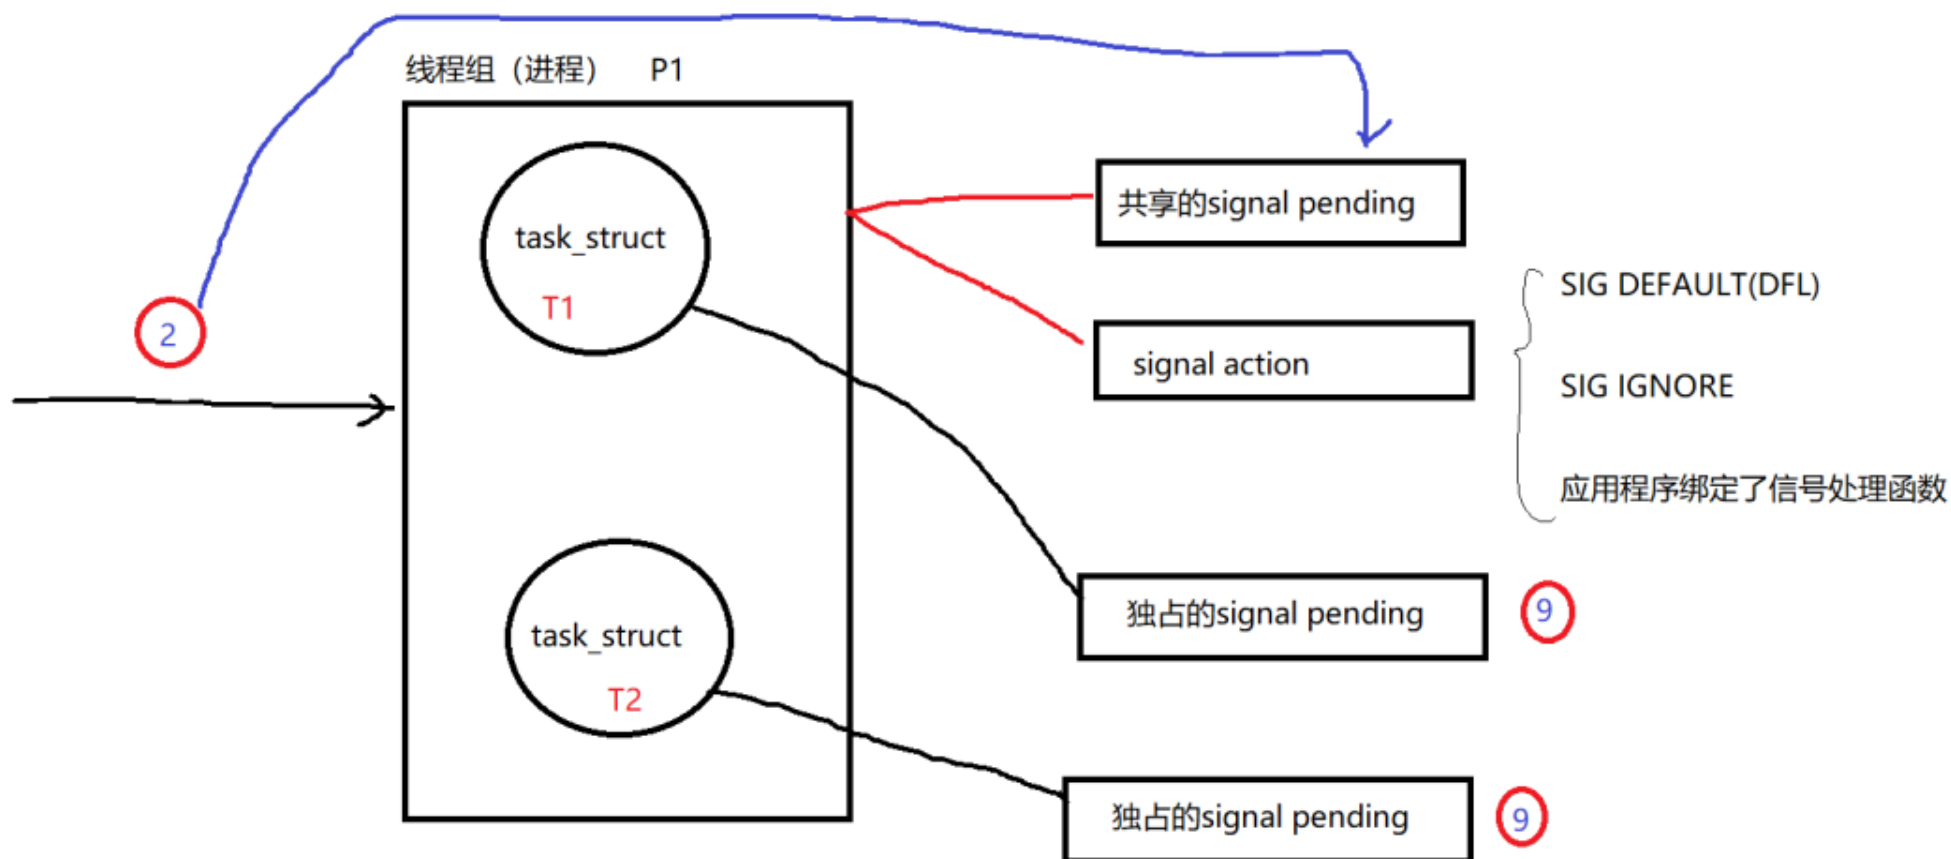 线程组（进程） P1
task_struct
T1
2
共享的signal pending
signal action
SIG DEFAULT(DFL)
SIG IGNORE
应用程序绑定了信号处理函数
独占的signal pending
9
task_struct
T2
独占的signal pending
9